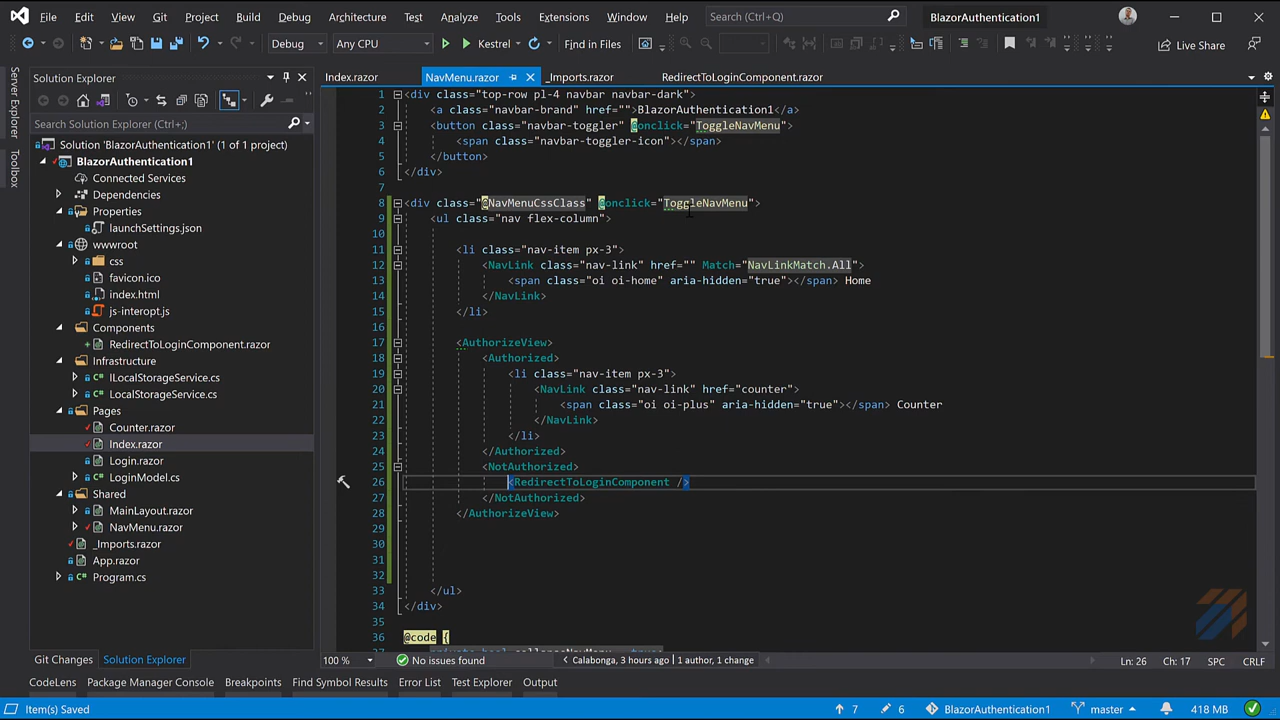 File Edit View Git Project Build Debug Architecture Test Analyze Tools Extensions Window Help Search (Ctrl+Q) BlazorAuthentication1
Debug Any CPU Kestrel Find in Files Live Share
Server Explorer
Toolbox
Solution Explorer
Search Solution Explorer (Ctrl+;)
Solution 'BlazorAuthentication1' (1 of 1 project)
BlazorAuthentication1
Connected Services
Dependencies
Properties
launchSettings.json
wwwroot
css
favicon.ico
index.html
js-interopt.js
Components
RedirectToLoginComponent.razor
Infrastructure
ILocalStorageService.cs
LocalStorageService.cs
Pages
Counter.razor
Index.razor
Login.razor
LoginModel.cs
Shared
MainLayout.razor
NavMenu.razor
_Imports.razor
App.razor
Program.cs
Git Changes Solution Explorer
Index.razor NavMenu.razor _Imports.razor RedirectToLoginComponent.razor
1 <div class="top-row pl-4 navbar navbar-dark">
2 <a class="navbar-brand" href="">BlazorAuthentication1</a>
3 <button class="navbar-toggler" @onclick="ToggleNavMenu">
4 <span class="navbar-toggler-icon"></span>
5 </button>
6 </div>
7
8 <div class="@NavMenuCssClass" @onclick="ToggleNavMenu">
9 <ul class="nav flex-column">
10
11 <li class="nav-item px-3">
12 <NavLink class="nav-link" href="" Match="NavLinkMatch.All">
13 <span class="oi oi-home" aria-hidden="true"></span> Home
14 </NavLink>
15 </li>
16
17 <AuthorizeView>
18 <Authorized>
19 <li class="nav-item px-3">
20 <NavLink class="nav-link" href="counter">
21 <span class="oi oi-plus" aria-hidden="true"></span> Counter
22 </NavLink>
23 </li>
24 </Authorized>
25 <NotAuthorized>
26 <RedirectToLoginComponent />
27 </NotAuthorized>
28 </AuthorizeView>
29
30
31
32
33 </ul>
34 </div>
35
36 @code {
100 % No issues found Calabonga, 3 hours ago | 1 author, 1 change Ln: 26 Ch: 17 SPC CRLF
CodeLens Package Manager Console Breakpoints Find Symbol Results Error List Test Explorer Output
Item(s) Saved 7 6 BlazorAuthentication1 master 418 MB